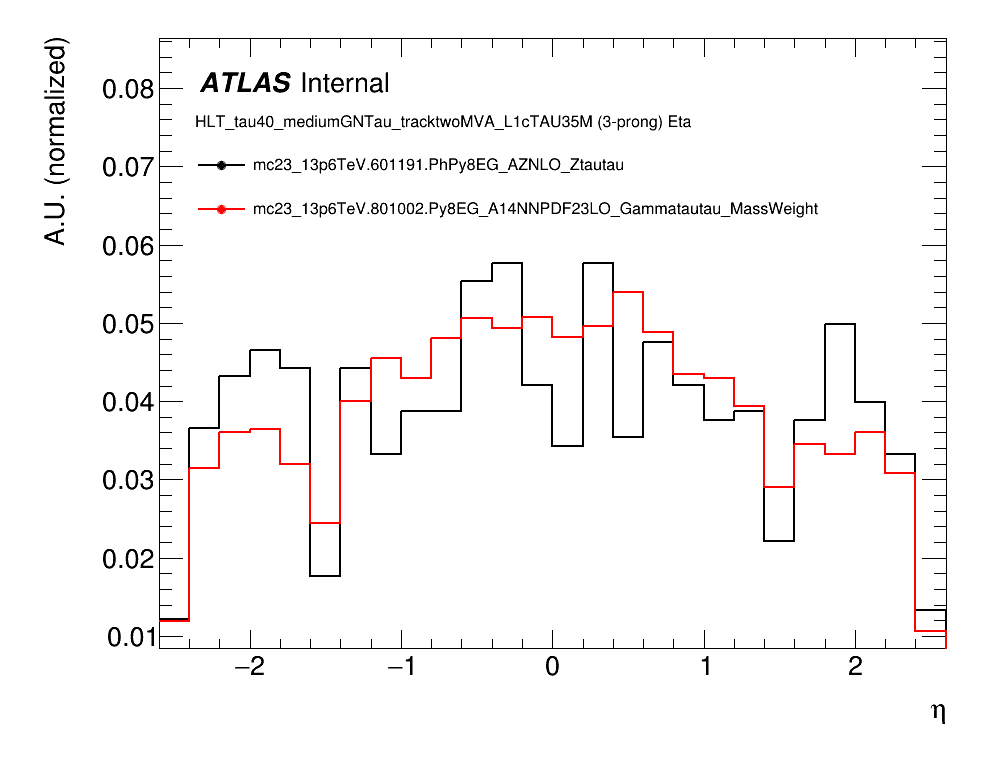 A.U. (normalized)
ATLAS Internal
HLT_tau40_mediumGNTau_tracktwoMVA_L1cTAU35M (3-prong) Eta
mc23_13p6TeV.601191.PhPy8EG_AZNLO_Ztautau
mc23_13p6TeV.801002.Py8EG_A14NNPDF23LO_Gammatautau_MassWeight
0.08
0.07
0.06
0.05
0.04
0.03
0.02
0.01
−2 −1 0 1 2
η